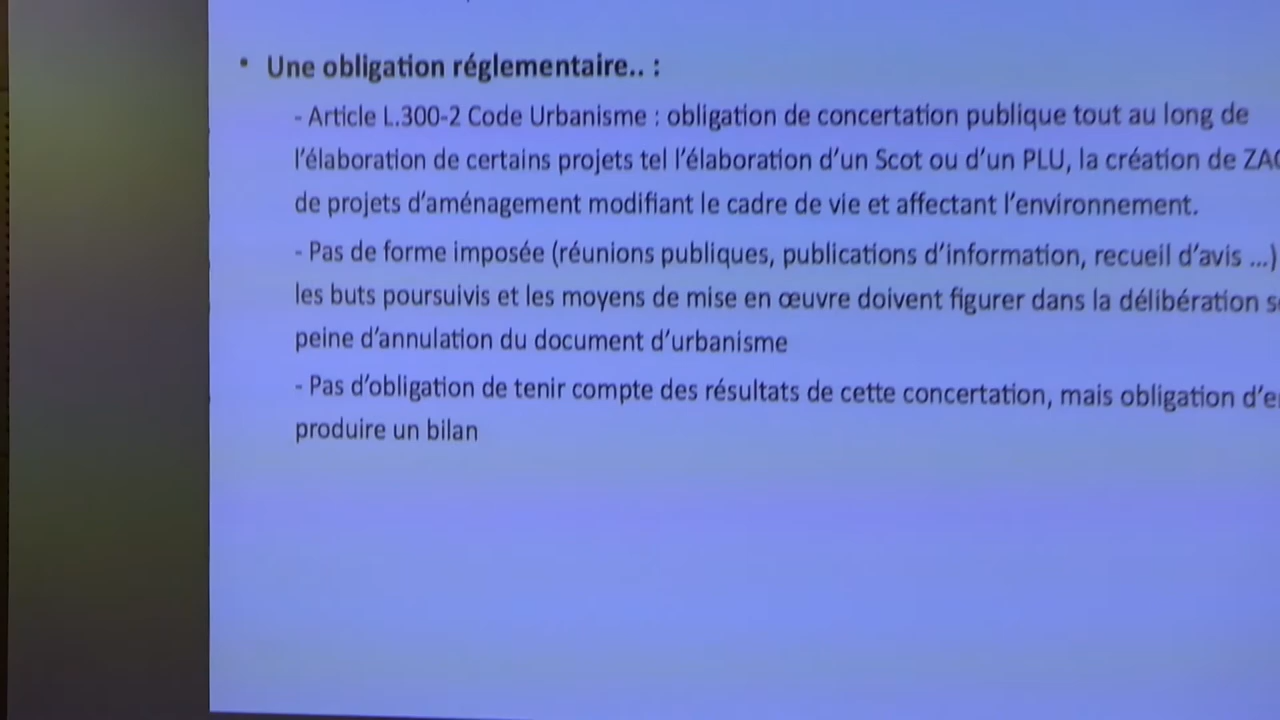 • Une obligation réglementaire.. :
- Article L.300-2 Code Urbanisme : obligation de concertation publique tout au long de
l'élaboration de certains projets tel l'élaboration d'un Scot ou d'un PLU, la création de
de projets d'aménagement modifiant le cadre de vie et affectant l'environnement.
- Pas de forme imposée (réunions publiques, publications d'information, recueil d'avis ...)
les buts poursuivis et les moyens de mise en œuvre doivent figurer dans la délibération
peine d'annulation du document d'urbanisme
- Pas d'obligation de tenir compte des résultats de cette concertation, mais obligation
produire un bilan